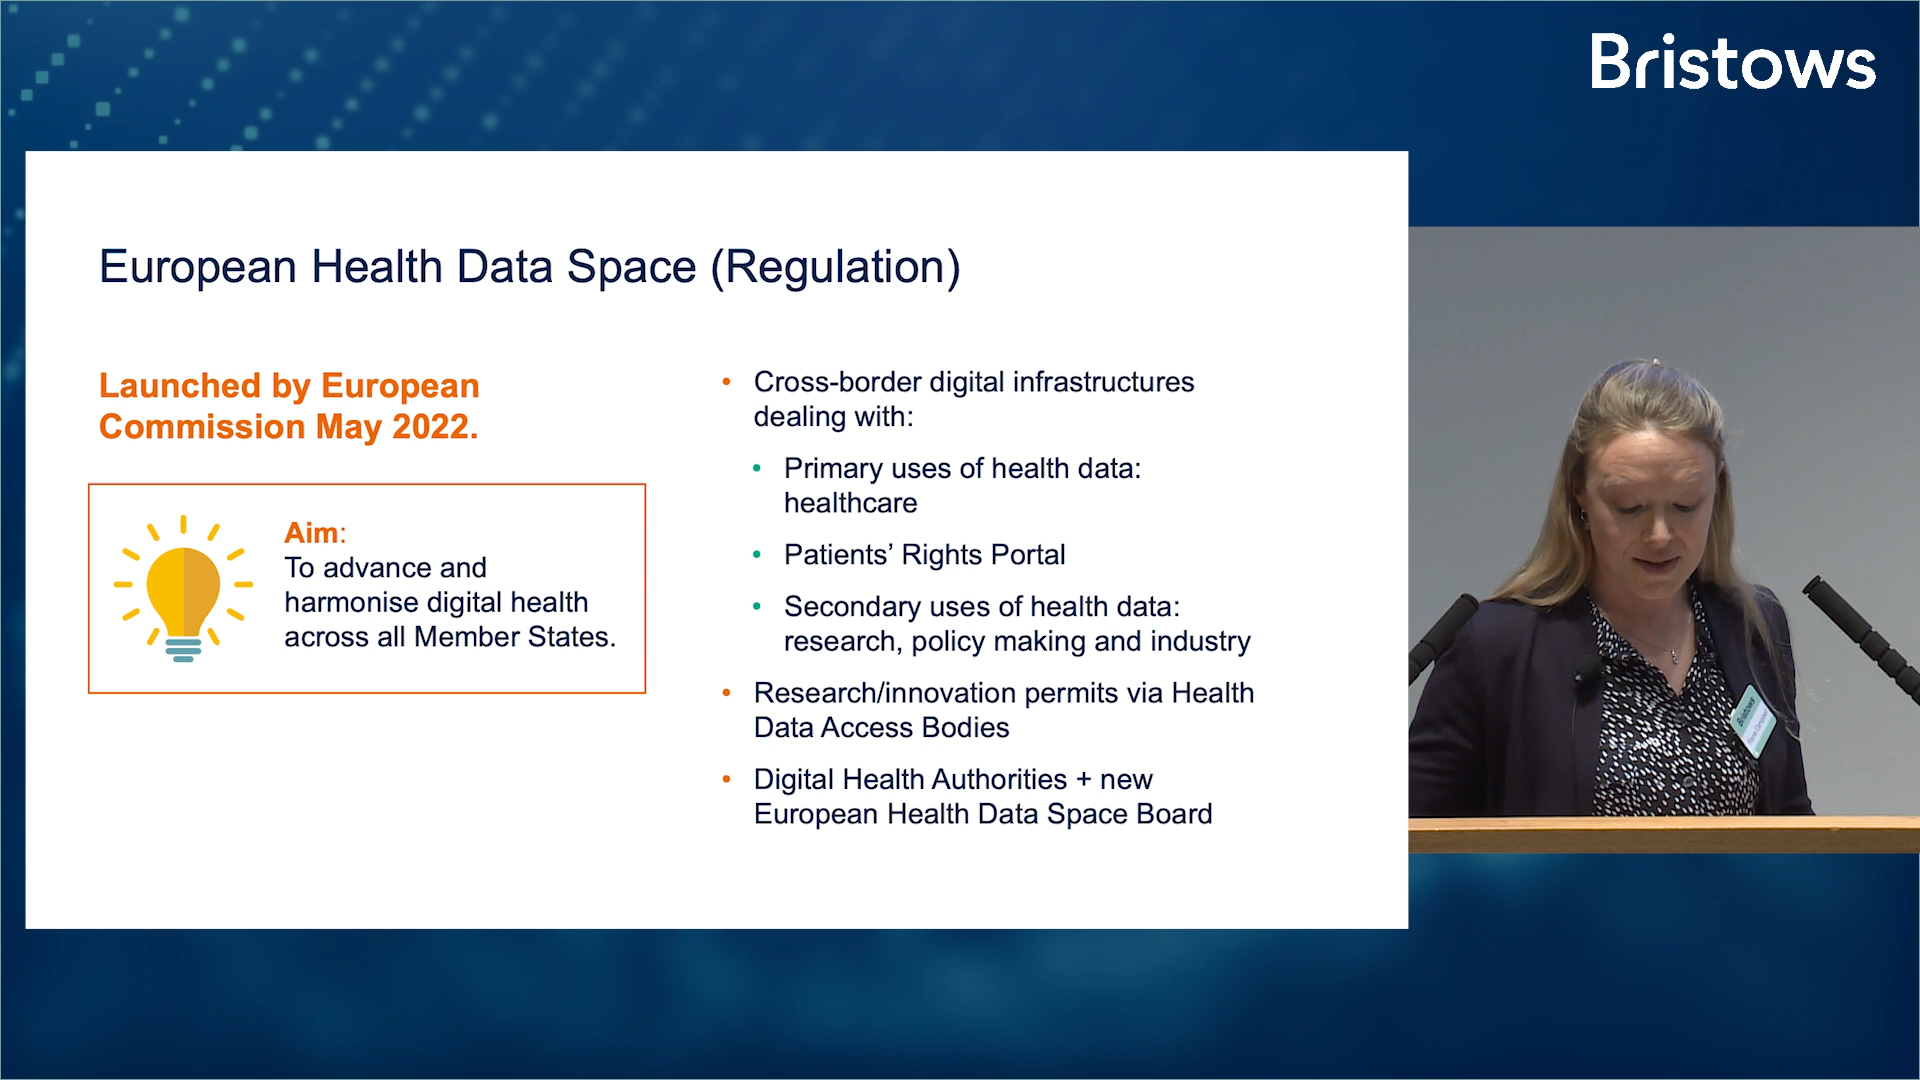 Bristows
European Health Data Space (Regulation)
Launched by European
Commission May 2022.
Aim:
To advance and
harmonise digital health
across all Member States.
• Cross-border digital infrastructures
dealing with:
• Primary uses of health data:
healthcare
• Patients’ Rights Portal
• Secondary uses of health data:
research, policy making and industry
• Research/innovation permits via Health
Data Access Bodies
• Digital Health Authorities + new
European Health Data Space Board
Bristows